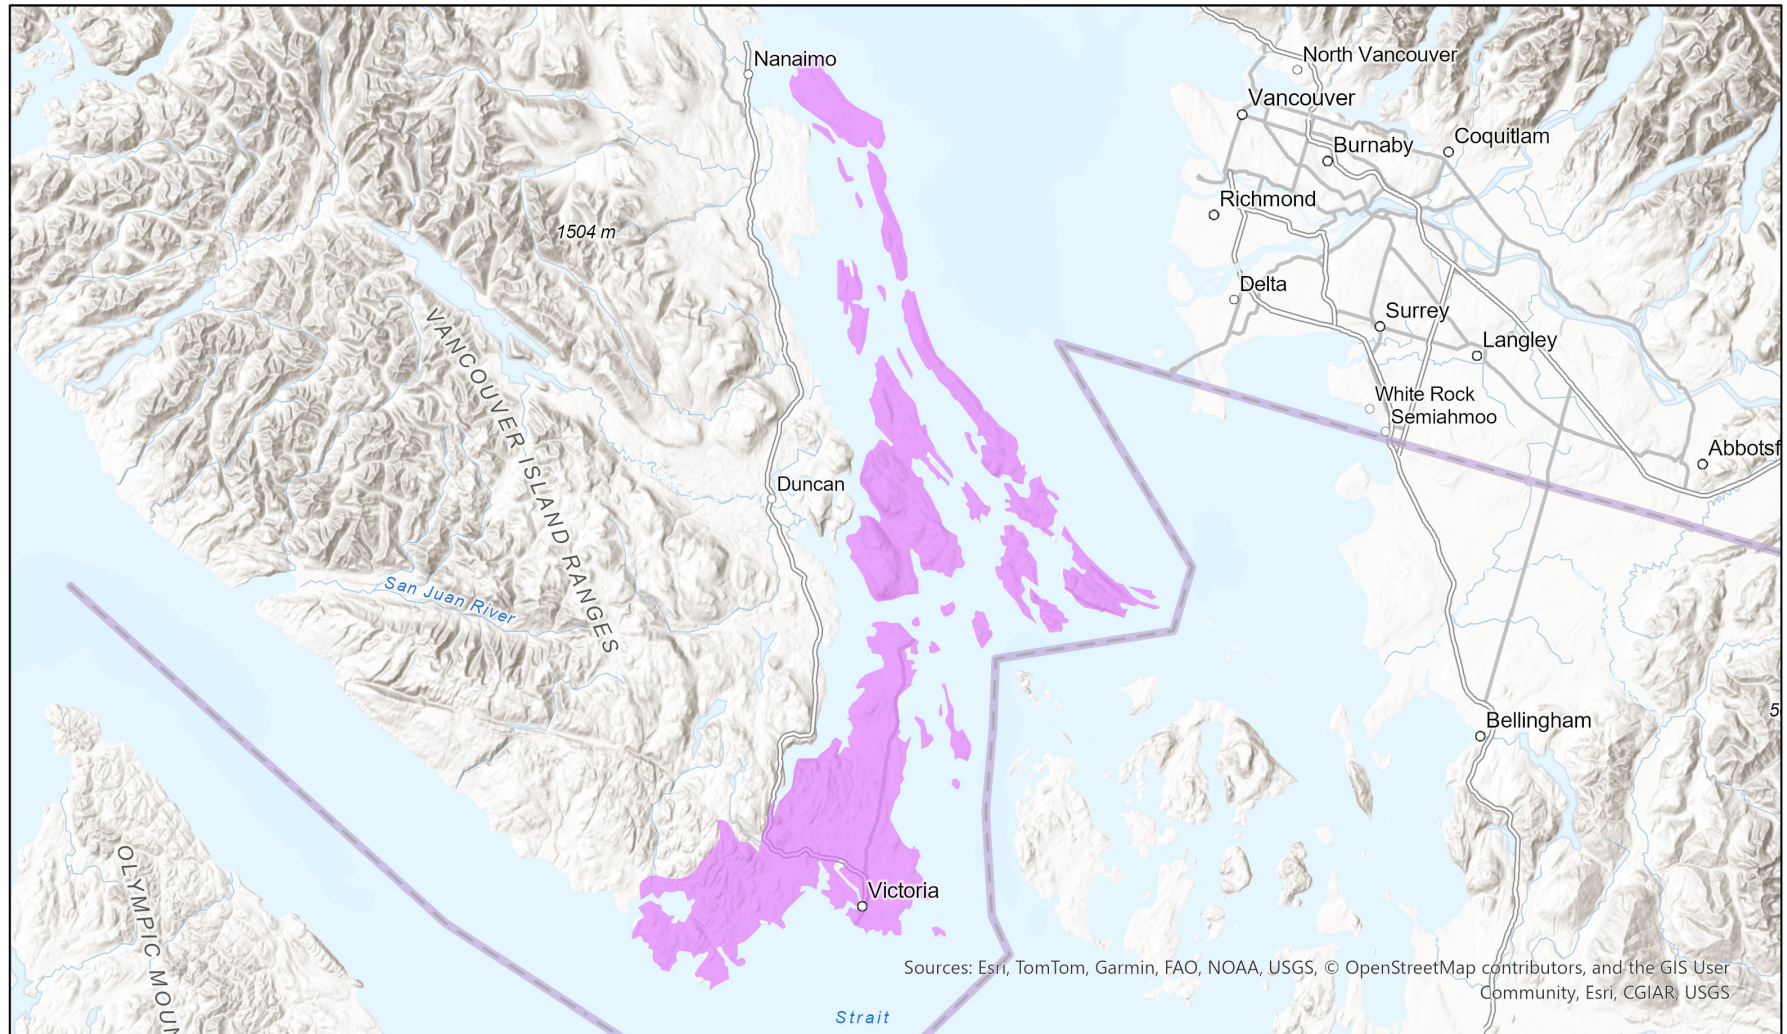 North Vancouver
Nanaimo
Vancouver
Coquitlam
Burnaby
Richmond
1504 m
Delta
Surrey
Langley
White Rock
Semiahmoo
Abbotsf
VANCOUVER ISLAND RANGES
Duncan
San Juan River
5
Bellingham
OLYMPIC MOUN
Victoria
Sources: Esri, TomTom, Garmin, FAO, NOAA, USGS, © OpenStreetMap contributors, and the GIS User
Community, Esri, CGIAR, USGS
Strait